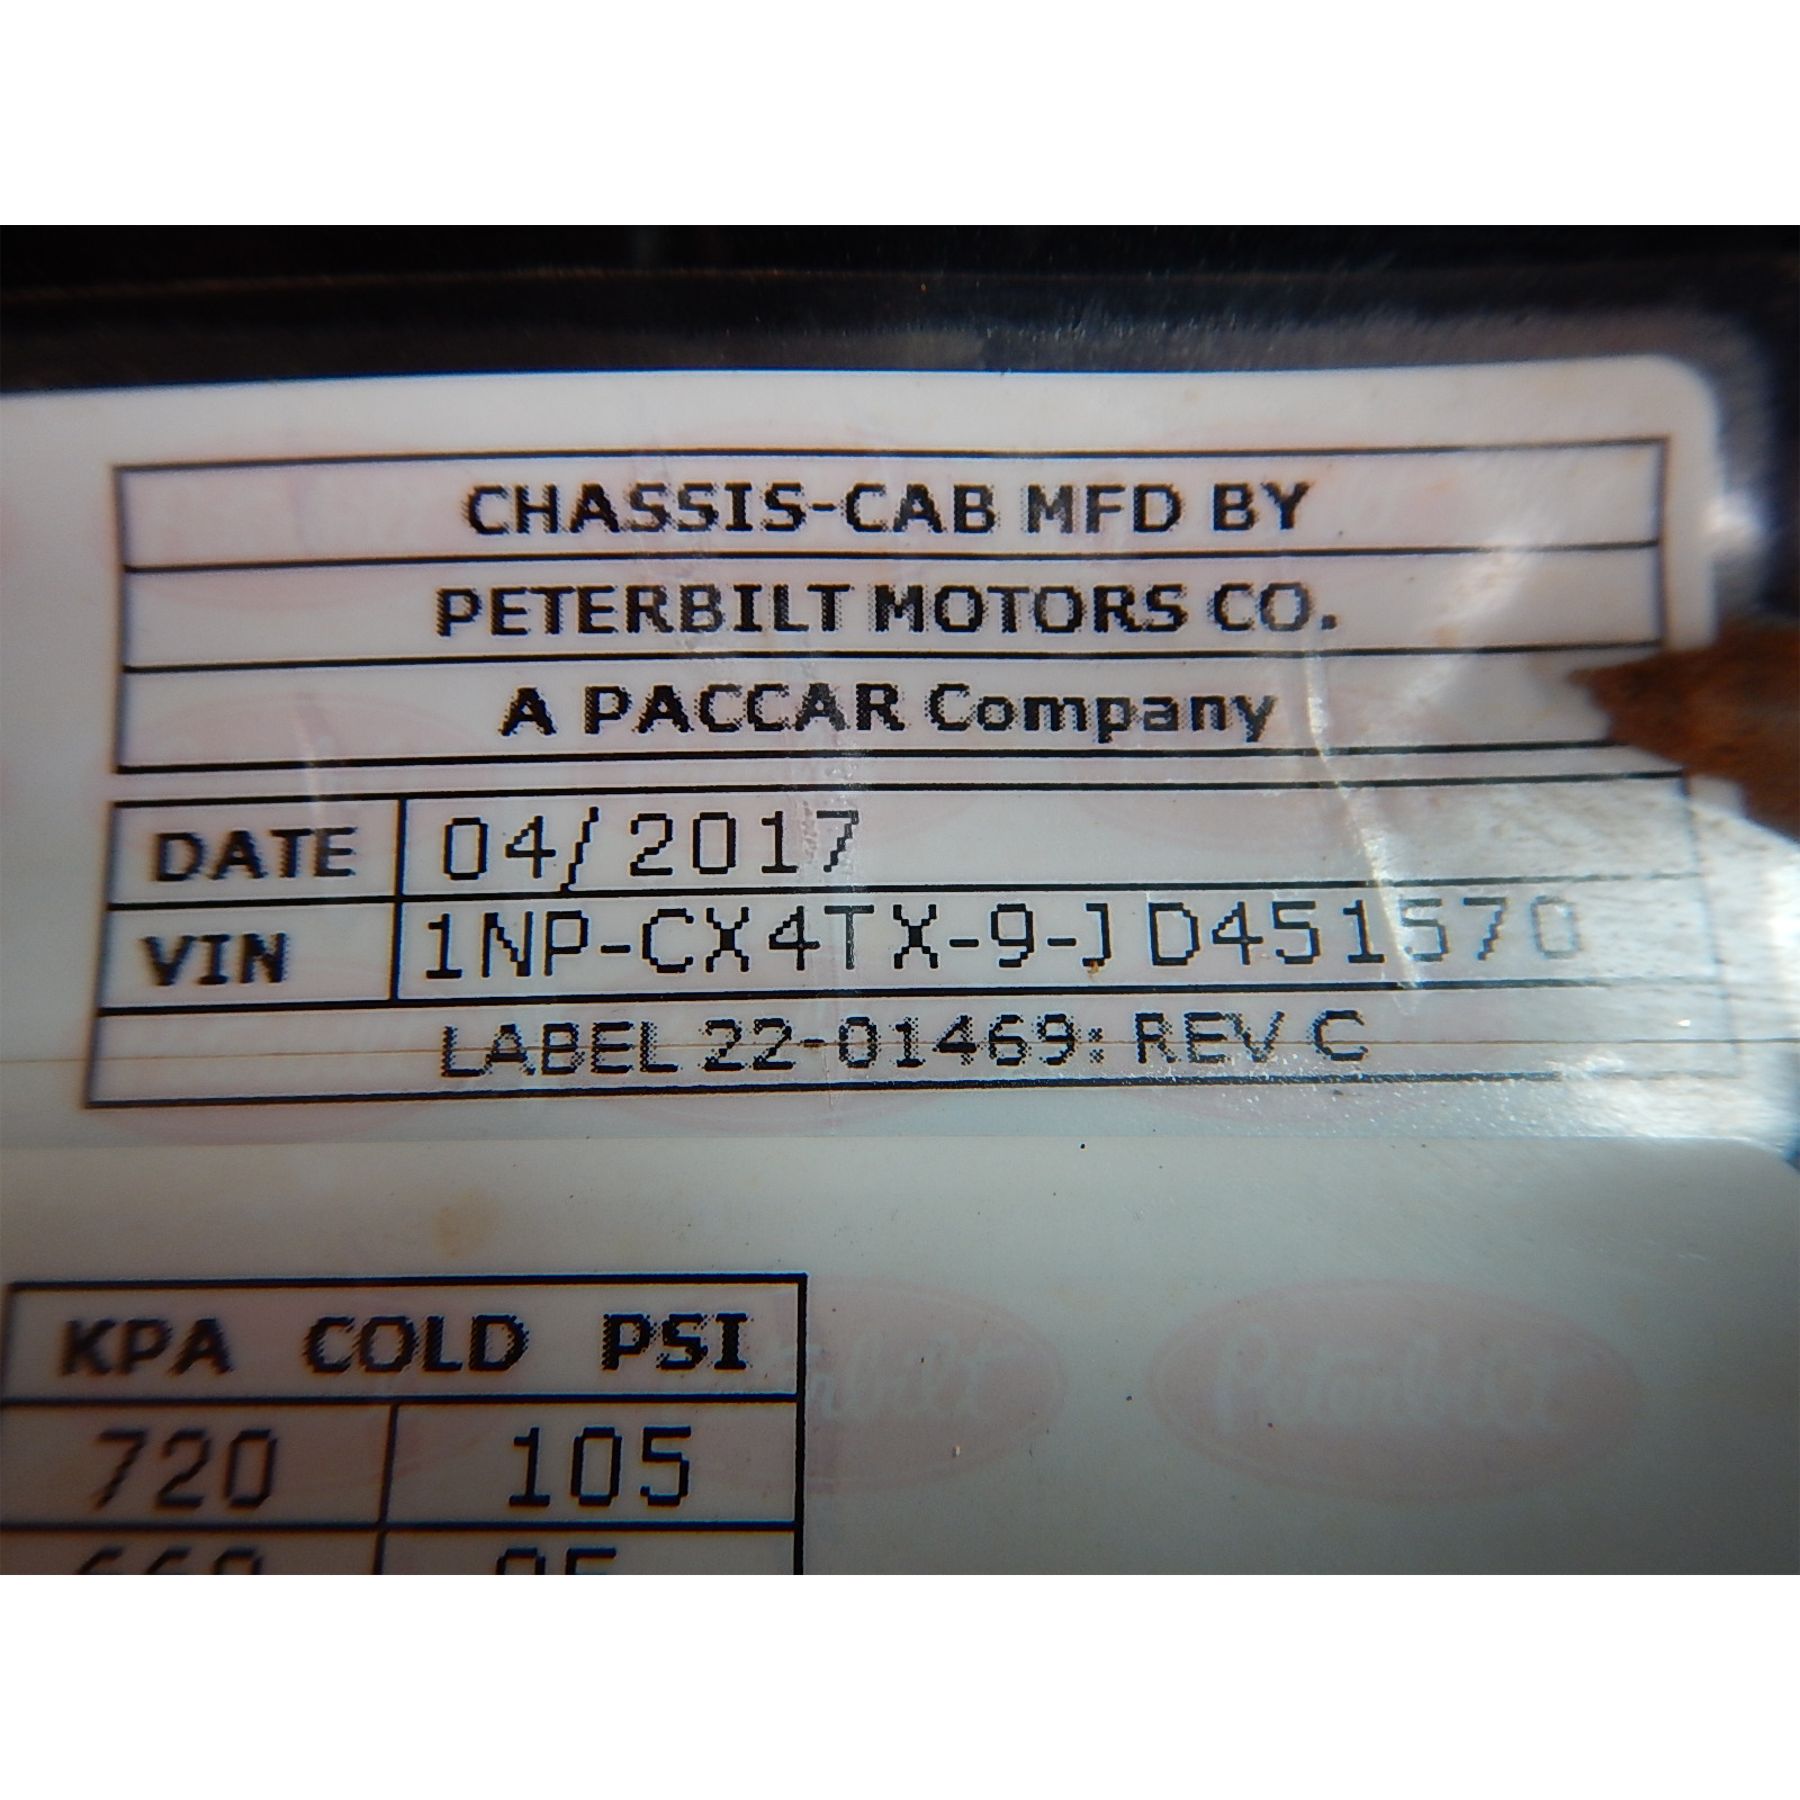 CHASSIS-CAB MFD BY
PETERBILT MOTORS CO.
A PACCAR Company
DATE 04/2017
VIN 1NP-CX4TX-9-JD451570
LABEL 22-01469: REV C
KPA COLD PSI
720 105
Peterbilt